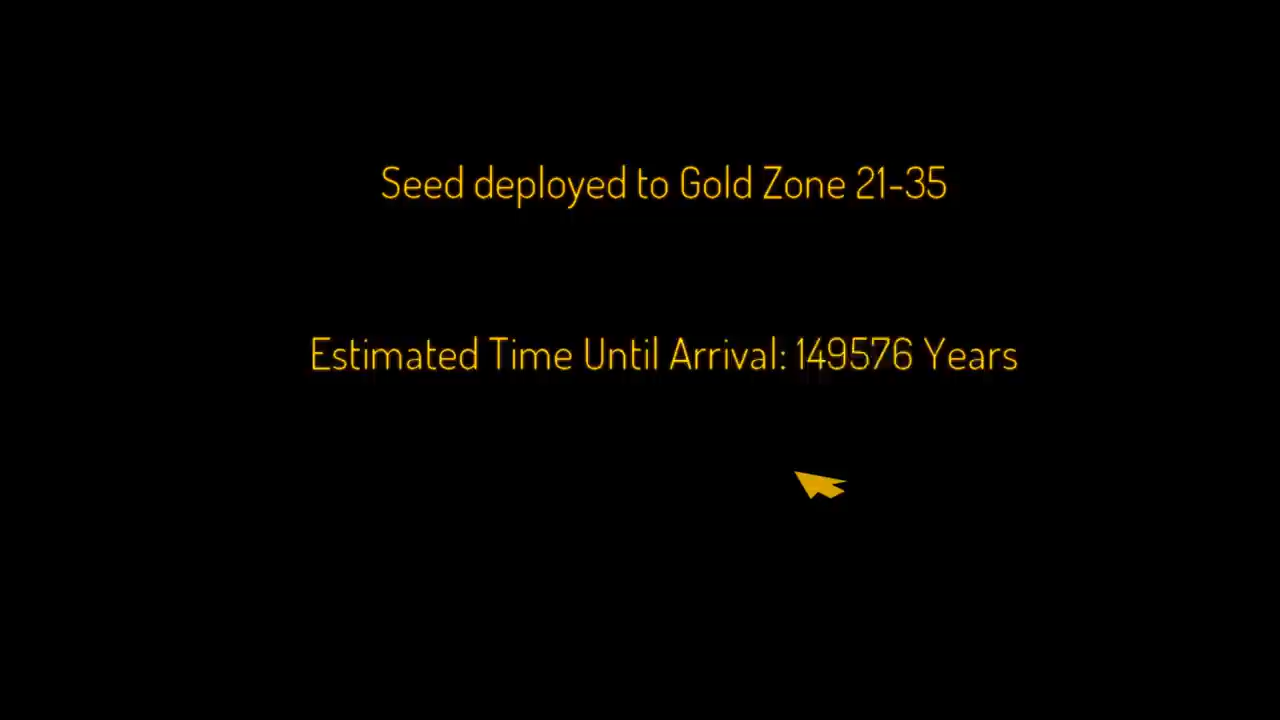 Seed deployed to Gold Zone 21-35
Estimated Time Until Arrival: 149576 Years